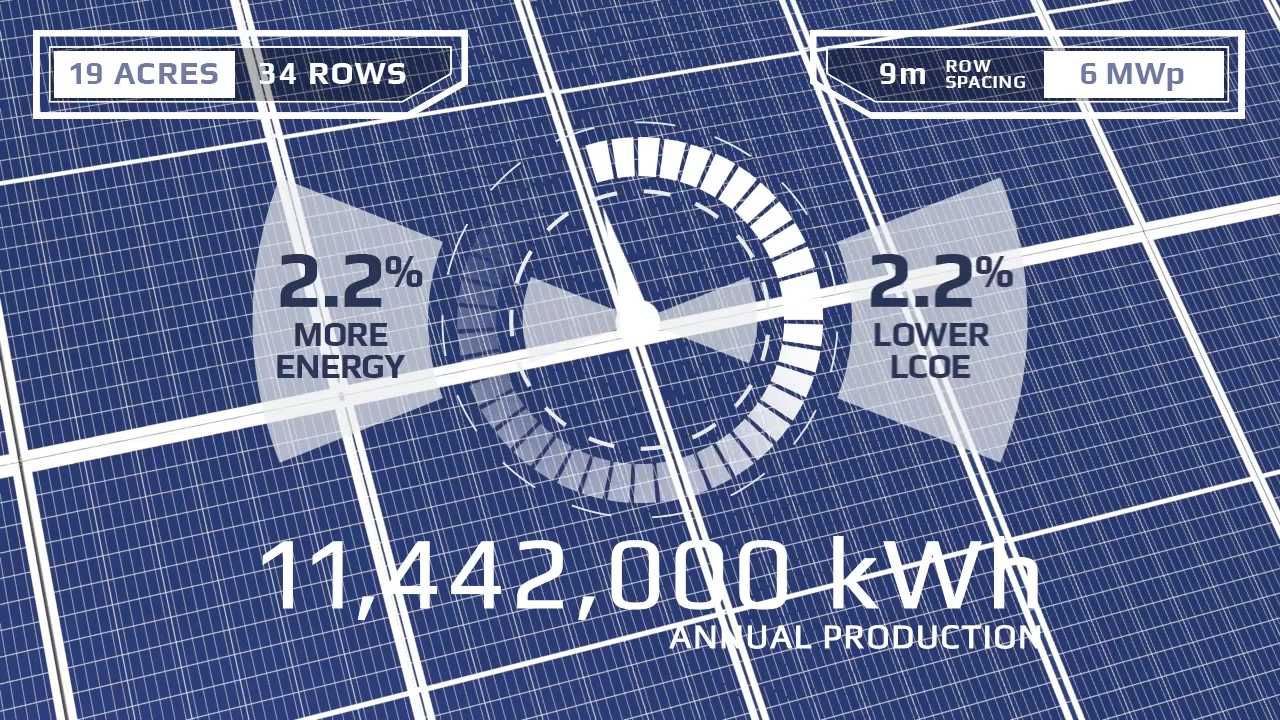 19 ACRES 34 ROWS
9m ROW SPACING 6 MWp
2.2%
MORE
ENERGY
2.2%
LOWER
LCOE
11,442,000 kWh
ANNUAL PRODUCTION